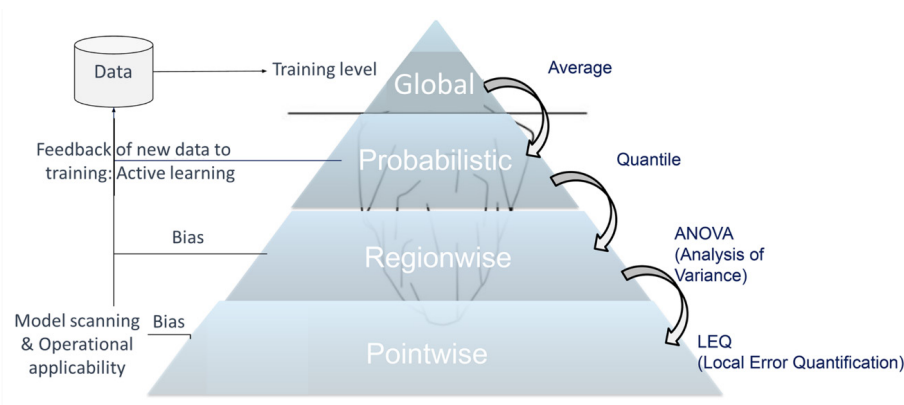 Data
Training level
Global
Average
Feedback of new data to
training: Active learning
Probabilistic
Quantile
Bias
Regionwise
ANOVA
(Analysis of
Variance)
Model scanning
& Operational
applicability
Bias
Pointwise
LEQ
(Local Error Quantification)